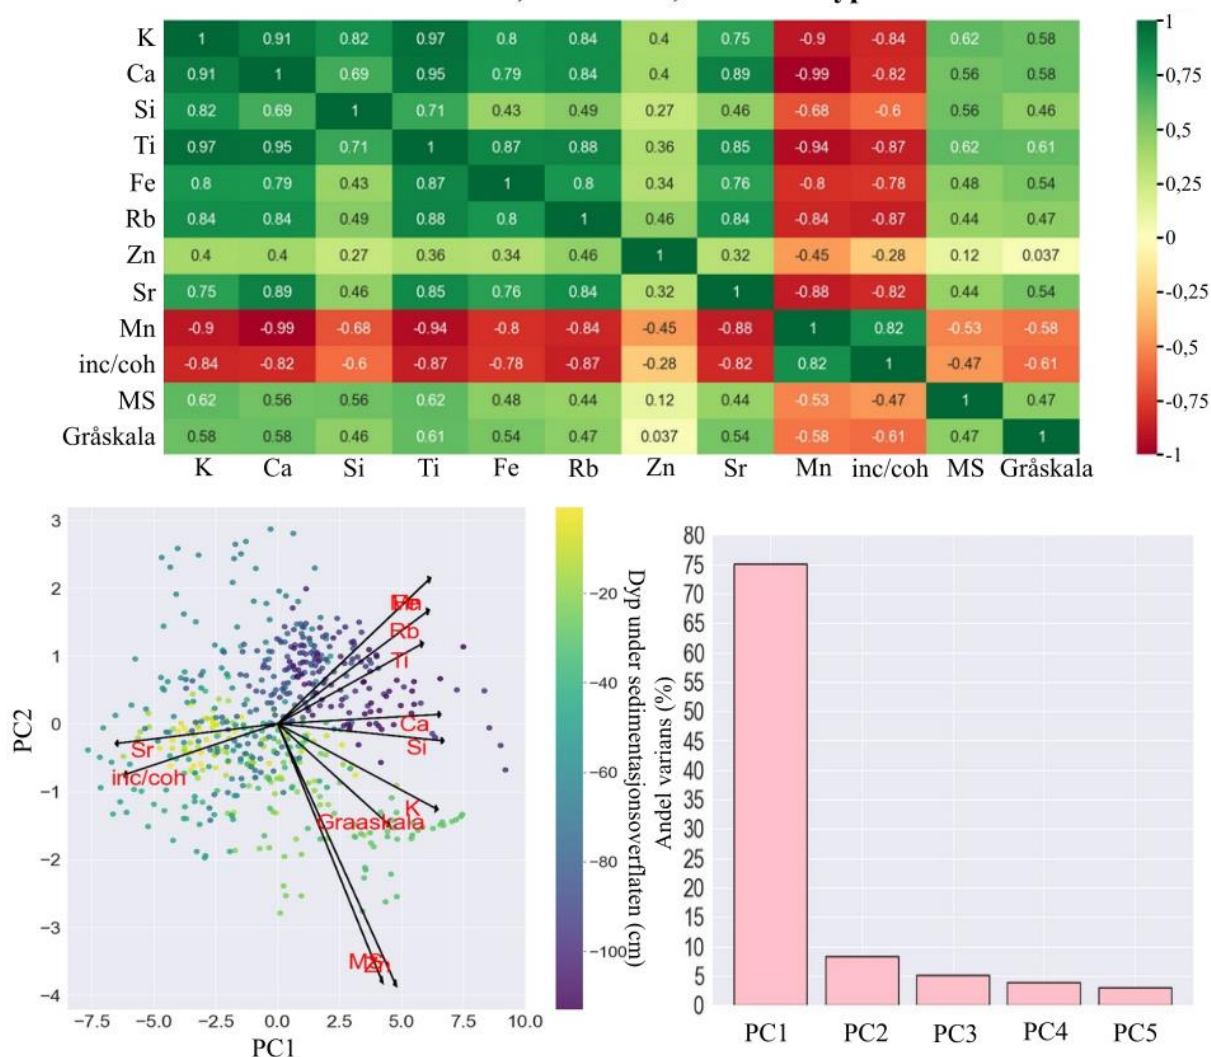 K 1 0.91 0.82 0.97 0.8 0.84 0.4 0.75 -0.9 -0.84 0.62 0.58
Ca 0.91 1 0.69 0.95 0.79 0.84 0.4 0.89 -0.99 -0.82 0.56 0.58
Si 0.82 0.69 1 0.71 0.43 0.49 0.27 0.46 -0.68 -0.6 0.56 0.46
Ti 0.97 0.95 0.71 1 0.87 0.88 0.36 0.85 -0.94 -0.87 0.62 0.61
Fe 0.8 0.79 0.43 0.87 1 0.8 0.34 0.76 -0.8 -0.78 0.48 0.54
Rb 0.84 0.84 0.49 0.88 0.8 1 0.46 0.84 -0.84 -0.87 0.44 0.47
Zn 0.4 0.4 0.27 0.36 0.34 0.46 1 0.32 -0.45 -0.28 0.12 0.037
Sr 0.75 0.89 0.46 0.85 0.76 0.84 0.32 1 -0.88 -0.82 0.44 0.54
Mn -0.9 -0.99 -0.68 -0.94 -0.8 -0.84 -0.45 -0.88 1 0.82 -0.53 -0.58
inc/coh -0.84 -0.82 -0.6 -0.87 -0.78 -0.87 -0.28 -0.82 0.82 1 -0.47 -0.61
MS 0.62 0.56 0.56 0.62 0.48 0.44 0.12 0.44 -0.53 -0.47 1 0.47
Gråskala 0.58 0.58 0.46 0.61 0.54 0.47 0.037 0.54 -0.58 -0.61 0.47 1
K Ca Si Ti Fe Rb Zn Sr Mn inc/coh MS Gråskala
1
0,75
0,5
0,25
0
-0,25
-0,5
-0,75
-1
3
2
1
0
−1
−2
−3
−4
PC2
Rb
Ti
Ca
Si
Sr
inc/coh
K
Graaskala
Zn
−7.5 −5.0 −2.5 0.0 2.5 5.0 7.5 10.0
PC1
−20
−40
−60
−80
−100
Dyp under sedimentasjonsoverflaten (cm)
Andel varians (%)
80
75
70
65
60
55
50
45
40
35
30
25
20
15
10
5
0
PC1 PC2 PC3 PC4 PC5